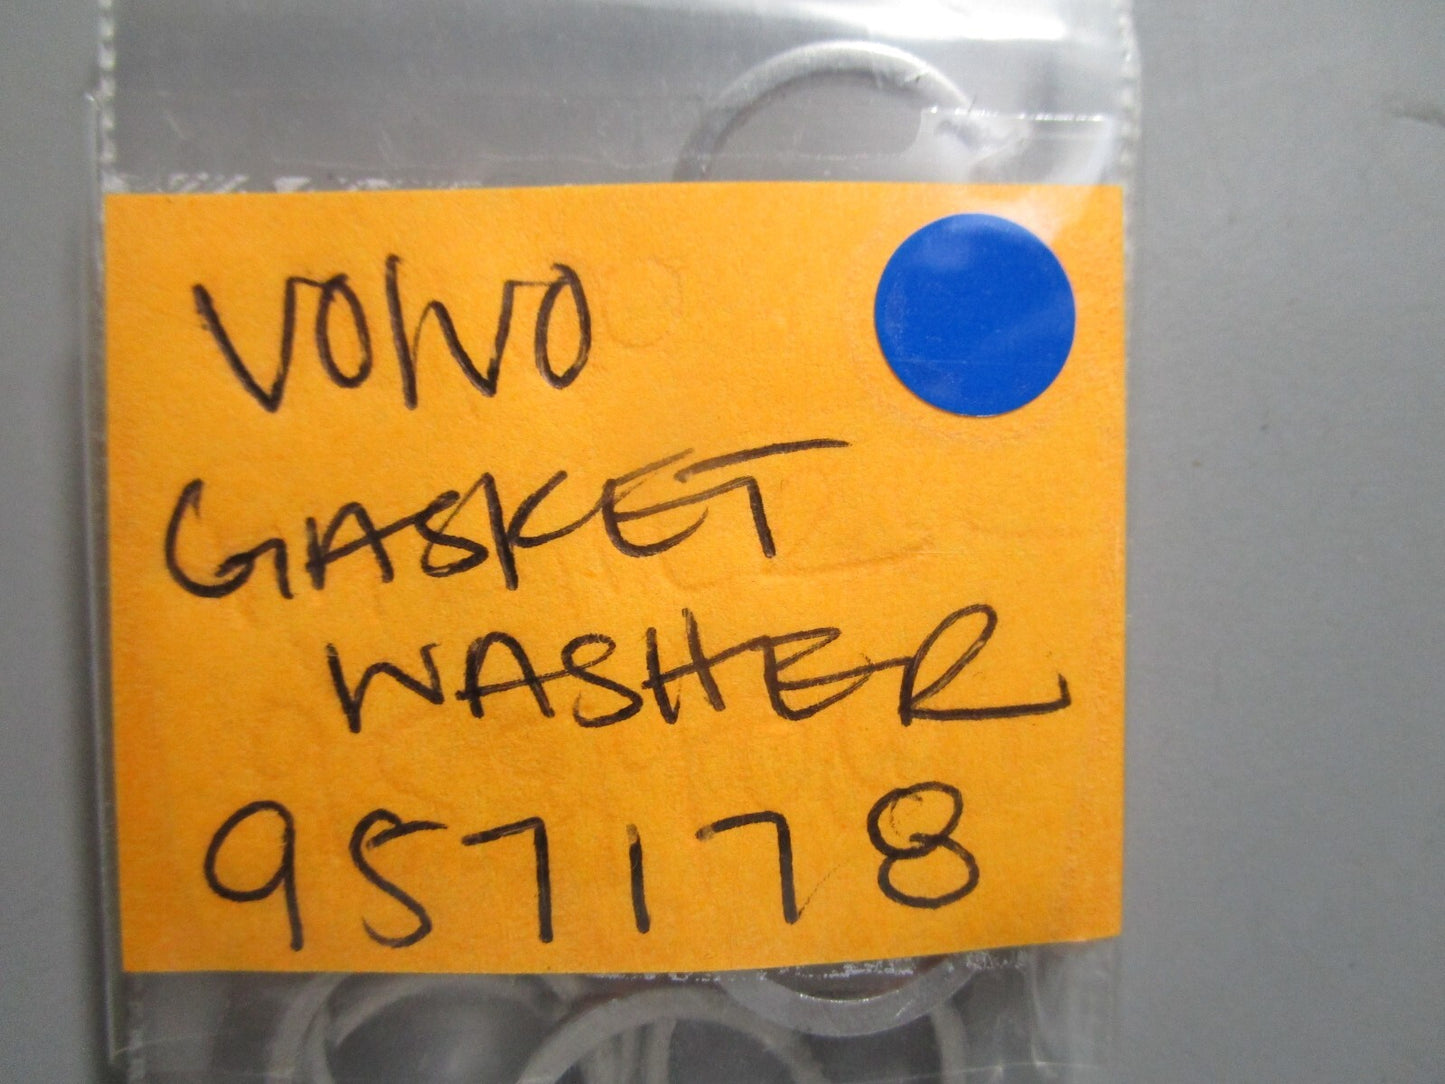 VOLVO
GASKET
WASHER
957178